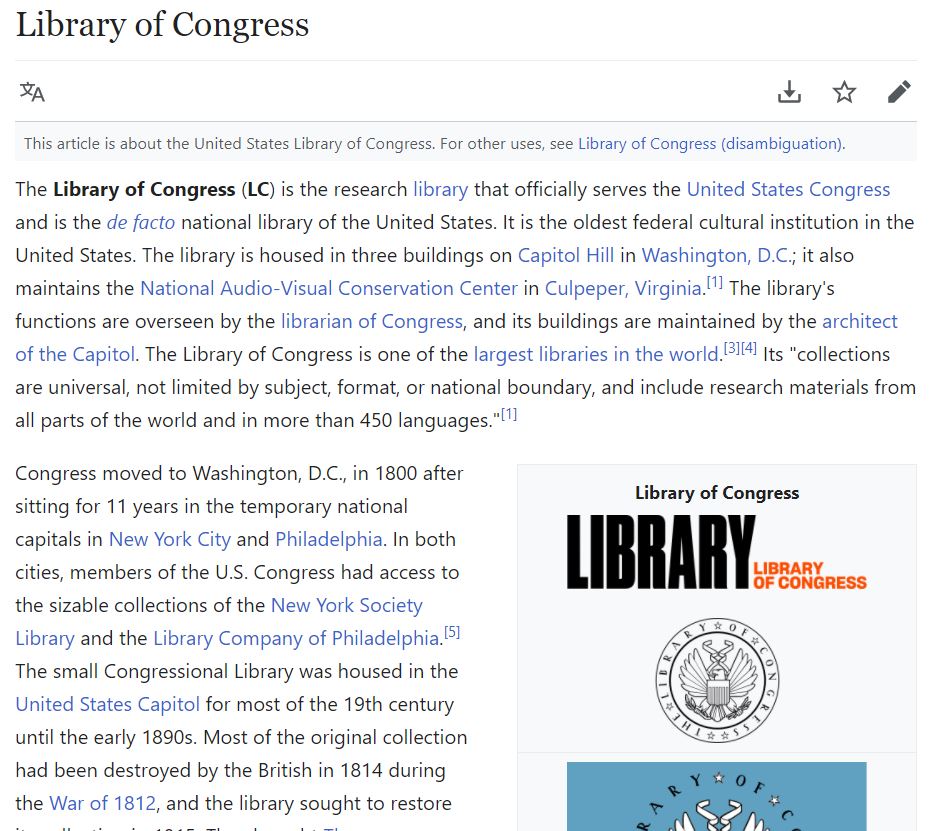 Library of Congress
This article is about the United States Library of Congress. For other uses, see Library of Congress (disambiguation).
The Library of Congress (LC) is the research library that officially serves the United States Congress
and is the de facto national library of the United States. It is the oldest federal cultural institution in the
United States. The library is housed in three buildings on Capitol Hill in Washington, D.C.; it also
maintains the National Audio-Visual Conservation Center in Culpeper, Virginia.[1] The library's
functions are overseen by the librarian of Congress, and its buildings are maintained by the architect
of the Capitol. The Library of Congress is one of the largest libraries in the world.[3][4] Its "collections
are universal, not limited by subject, format, or national boundary, and include research materials from
all parts of the world and in more than 450 languages."[1]
Congress moved to Washington, D.C., in 1800 after
sitting for 11 years in the temporary national
capitals in New York City and Philadelphia. In both
cities, members of the U.S. Congress had access to
the sizable collections of the New York Society
Library and the Library Company of Philadelphia.[5]
The small Congressional Library was housed in the
United States Capitol for most of the 19th century
until the early 1890s. Most of the original collection
had been destroyed by the British in 1814 during
the War of 1812, and the library sought to restore
Library of Congress
LIBRARY
LIBRARY
OF CONGRESS
THE LIBRARY OF CONGRESS
RARY OF CO